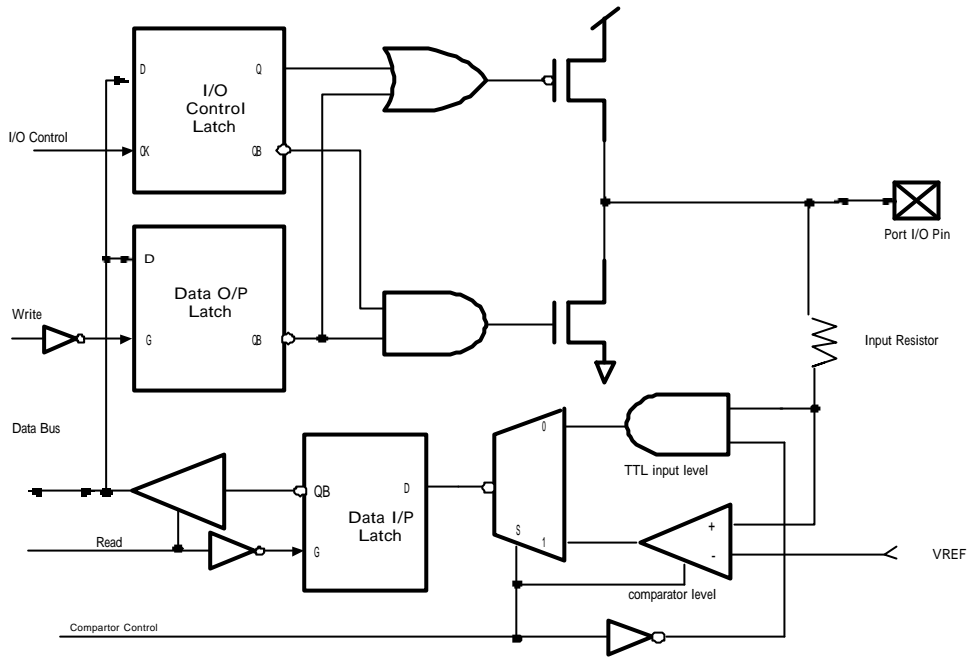 D
Q
I/O
Control
Latch
I/O Control
CK
QB
Port I/O Pin
D
Data O/P
Latch
Write
G
QB
Input Resistor
Data Bus
0
TTL input level
QB
D
Data I/P
Latch
S
1
+
-
Read
G
VREF
comparator level
Compartor Control